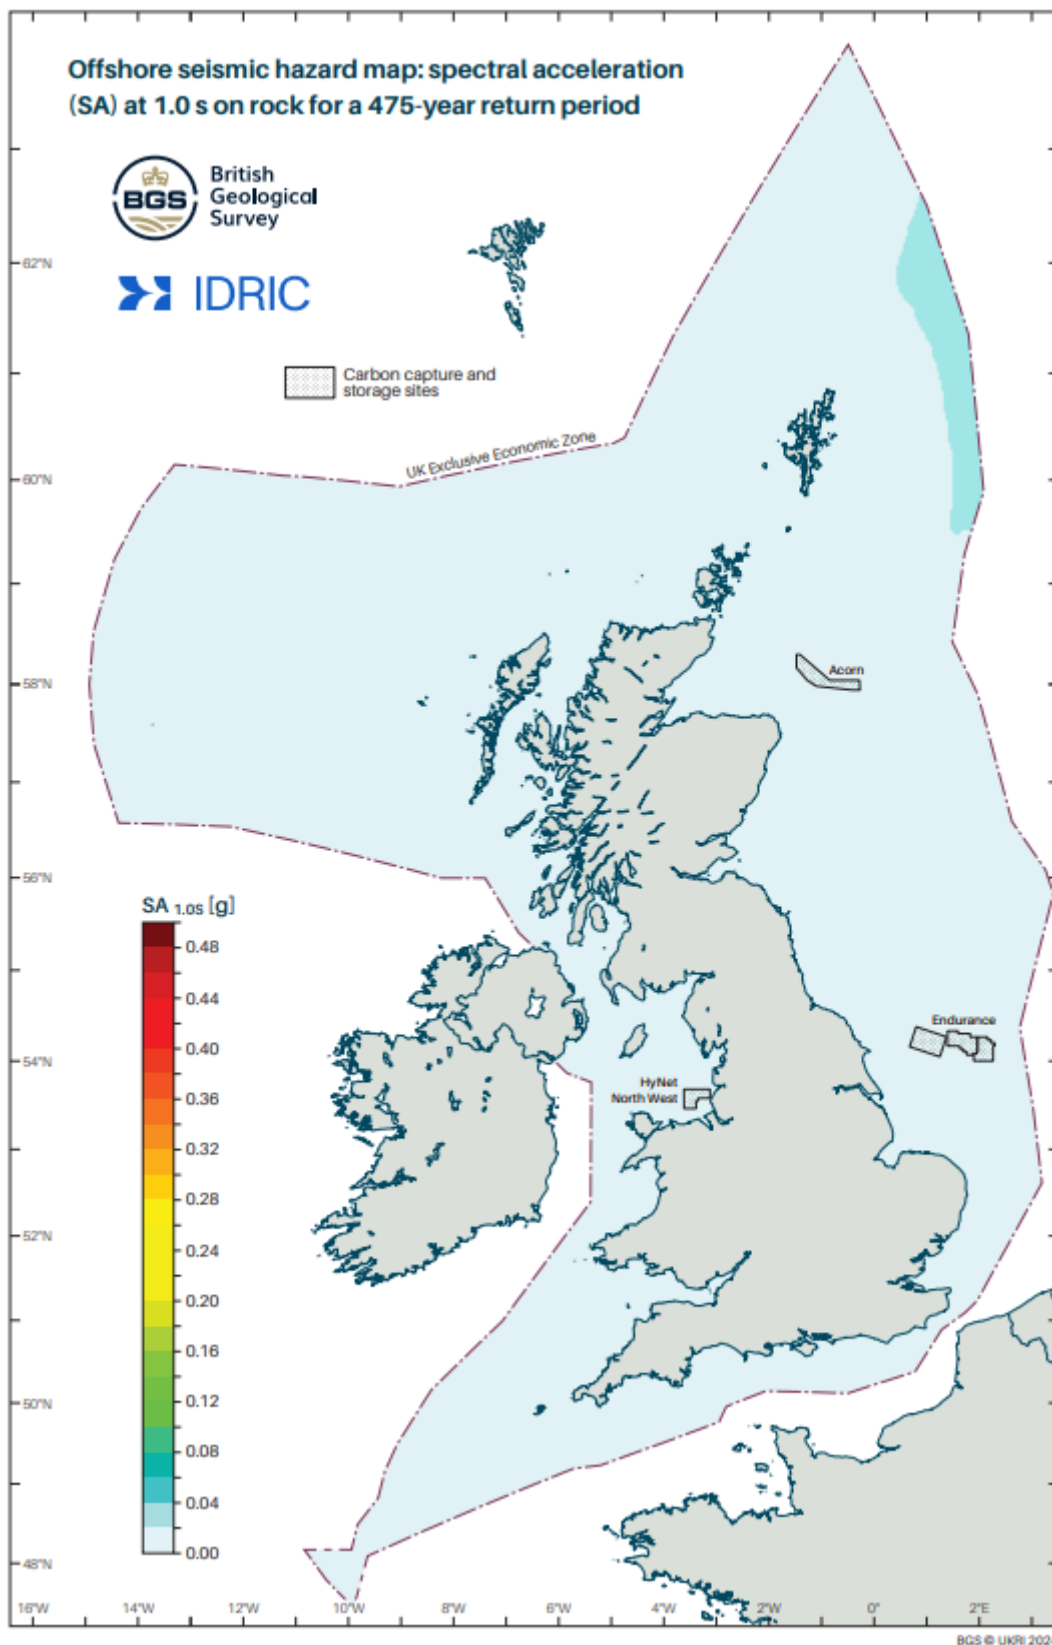 Offshore seismic hazard map: spectral acceleration
(SA) at 1.0 s on rock for a 475-year return period
BGS
British
Geological
Survey
IDRIC
Carbon capture and
storage sites
UK Exclusive Economic Zone
62°N
60°N
58°N
56°N
54°N
52°N
50°N
48°N
Acorn
Endurance
HyNet
North West
SA 1.0S [g]
0.48
0.44
0.40
0.36
0.32
0.28
0.24
0.20
0.16
0.12
0.08
0.04
0.00
16°W 14°W 12°W 10°W 8°W 6°W 4°W 2°W 0° 2°E
BGS © UKRI